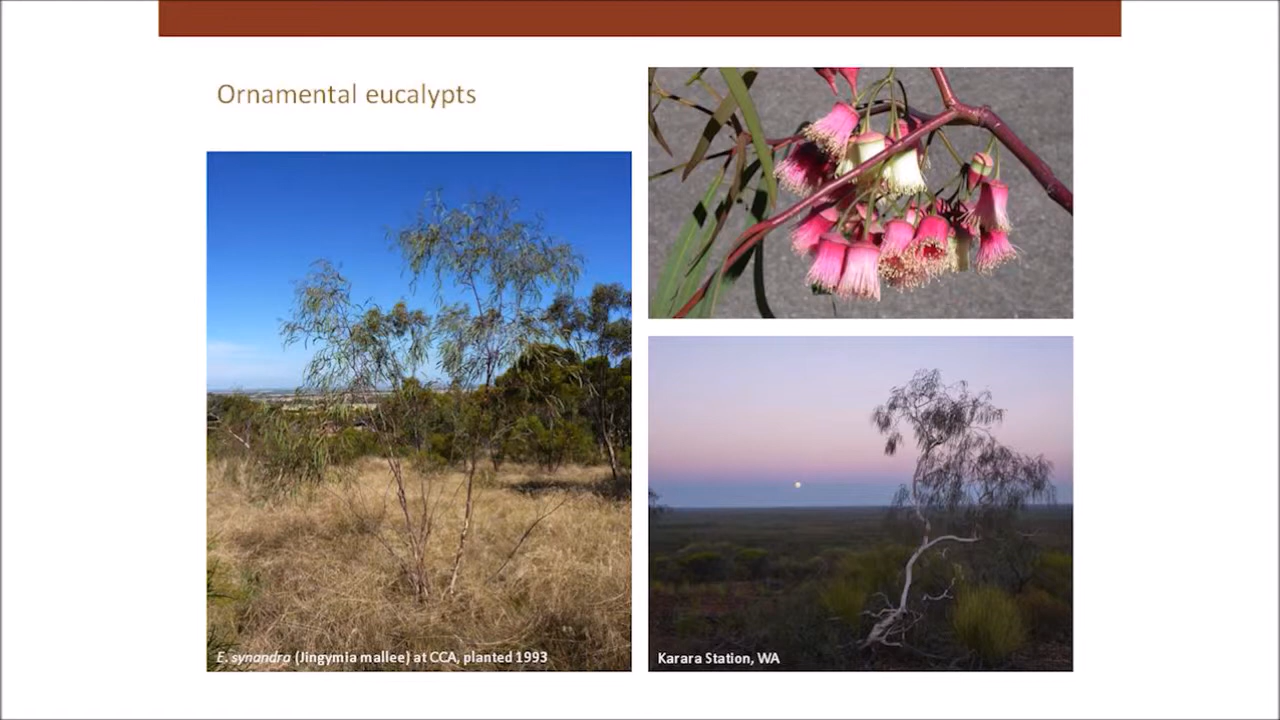 Ornamental eucalypts
E. synandra (Jingymia mallee) at CCA, planted 1993
Karara Station, WA